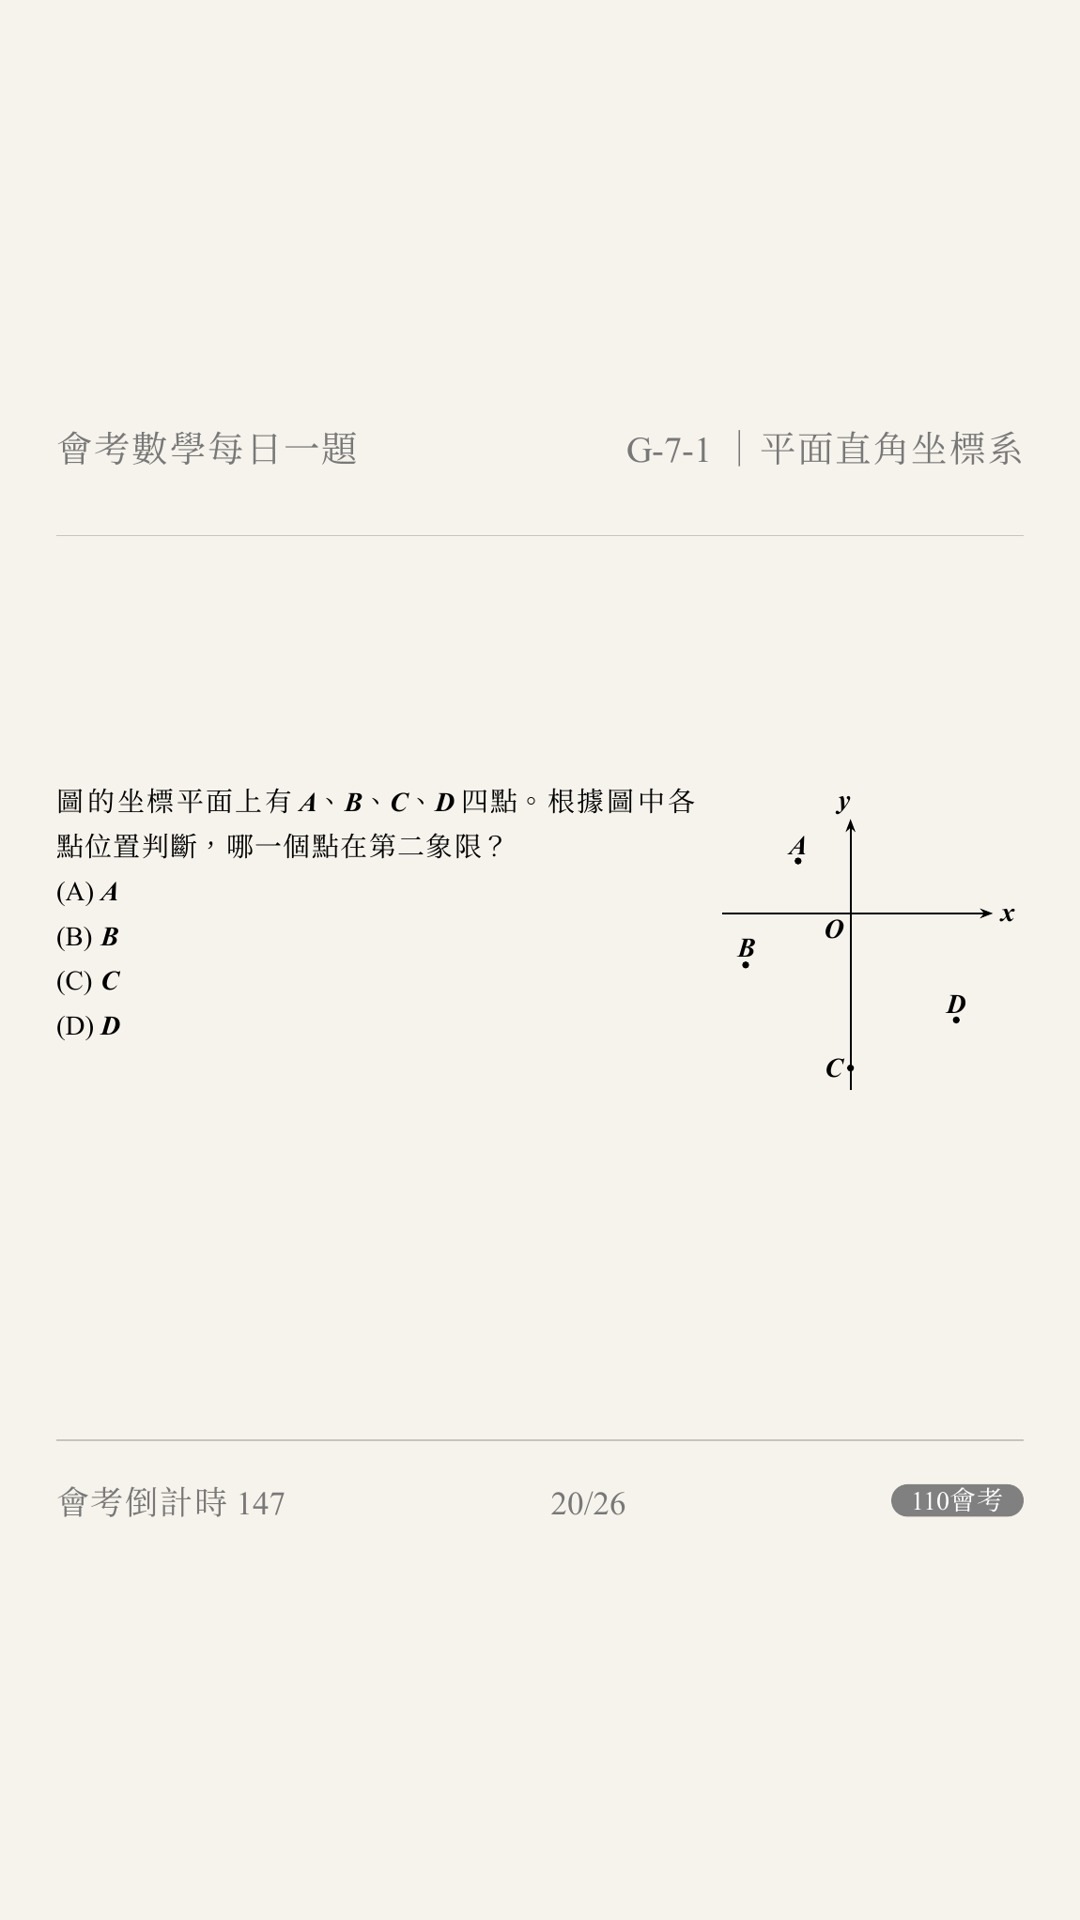 會考數學每日一題
G-7-1｜平面直角坐標系
圖的坐標平面上有 A、B、C、D 四點。根據圖中各
點位置判斷，哪一個點在第二象限？
(A) A
(B) B
(C) C
(D) D
y
A
x
O
B
D
C
會考倒計時 147
20/26
110會考